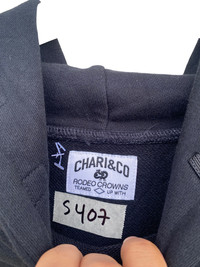 CHARI&CO
RODEO CROWNS
TEAMED UP WITH
S407